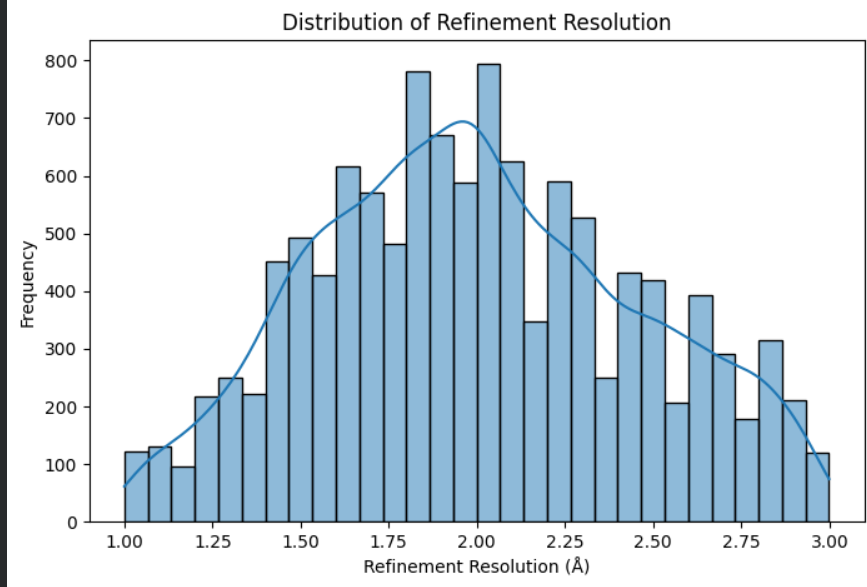 Distribution of Refinement Resolution
800
700
600
500
400
300
200
100
0
Frequency
1.00 1.25 1.50 1.75 2.00 2.25 2.50 2.75 3.00
Refinement Resolution (Å)